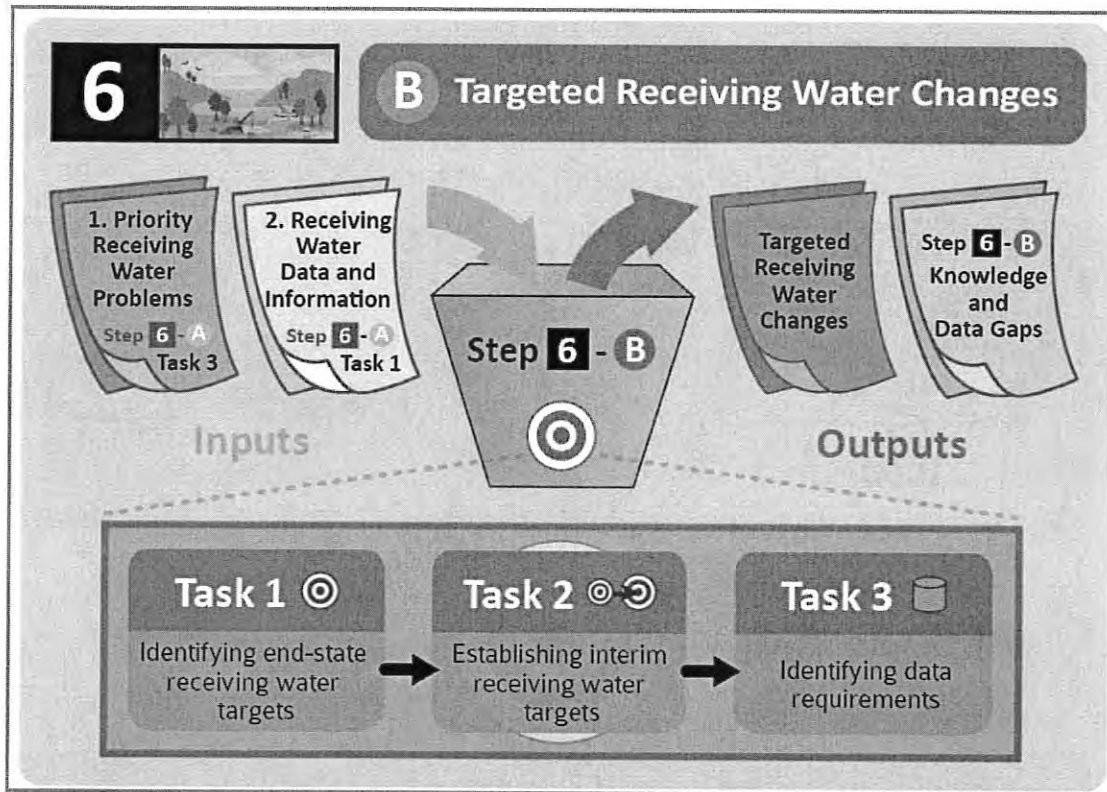 6
B Targeted Receiving Water Changes
1. Priority
Receiving
Water
Problems
Step 6 - A
Task 3
2. Receiving
Water
Data and
Information
Step 6 - A
Task 1
Step 6 - B
Targeted
Receiving
Water
Changes
Step 6 - B
Knowledge
and
Data Gaps
Inputs
Outputs
Task 1
Identifying end-state
receiving water
targets
Task 2
Establishing interim
receiving water
targets
Task 3
Identifying data
requirements